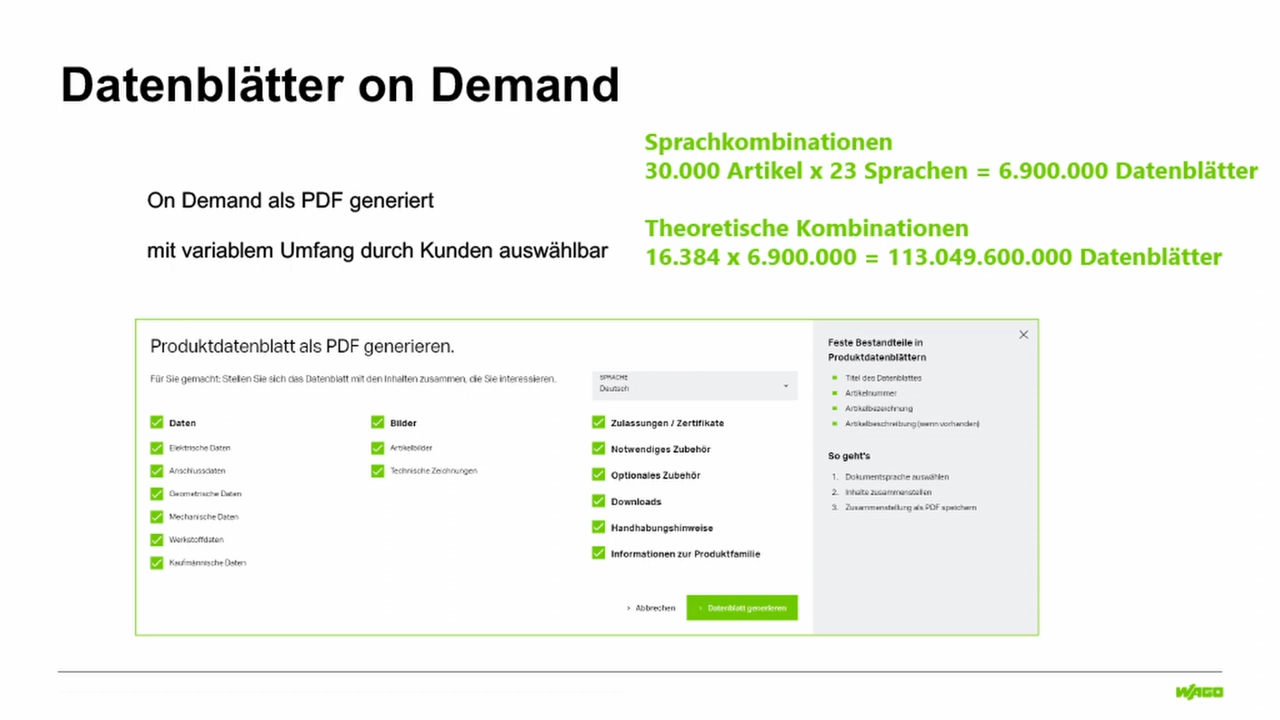 Datenblätter on Demand
Sprachkombinationen
30.000 Artikel x 23 Sprachen = 6.900.000 Datenblätter
On Demand als PDF generiert
Theoretische Kombinationen
mit variablem Umfang durch Kunden auswählbar
16.384 x 6.900.000 = 113.049.600.000 Datenblätter
Produktdatenblatt als PDF generieren.
Für Sie gemacht: Stellen Sie sich das Datenblatt mit den Inhalten zusammen, die Sie interessieren.
SPRACHE
Deutsch
Daten
Elektrische Daten
Anschlussdaten
Geometrische Daten
Mechanische Daten
Werkstoffdaten
Kaufmännische Daten
Bilder
Artikelbilder
Technische Zeichnungen
Zulassungen / Zertifikate
Notwendiges Zubehör
Optionales Zubehör
Downloads
Handhabungshinweise
Informationen zur Produktfamilie
Abbrechen
Datenblatt generieren
Feste Bestandteile in
Produktdatenblättern
Titel des Datenblattes
Artikelnummer
Artikelbezeichnung
Artikelbeschreibung (wenn vorhanden)
So geht's
1. Dokumentsprache auswählen
2. Inhalte zusammenstellen
3. Zusammenstellung als PDF speichern
WAGO